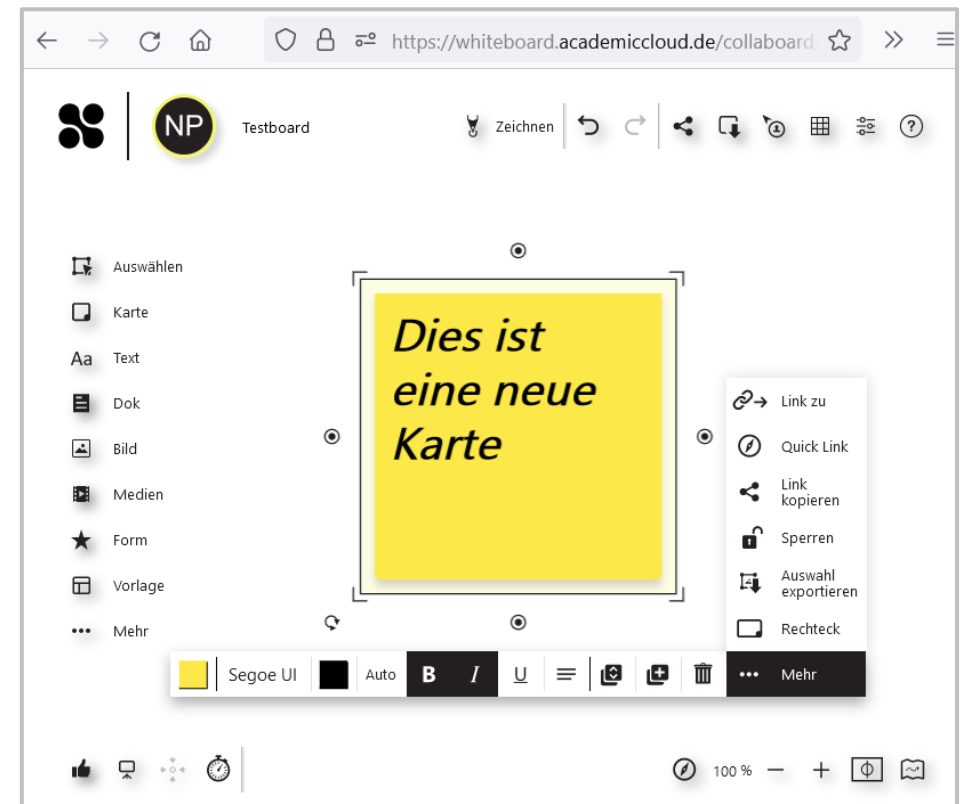 https://whiteboard.academiccloud.de/collaboard/
NP
Testboard
Zeichnen
Auswählen
Karte
Aa Text
Dok
Bild
Medien
Form
Vorlage
Mehr
Dies ist
eine neue
Karte
Link zu
Quick Link
Link
kopieren
Sperren
Auswahl
exportieren
Rechteck
Segoe UI Auto B I U Mehr
100 %